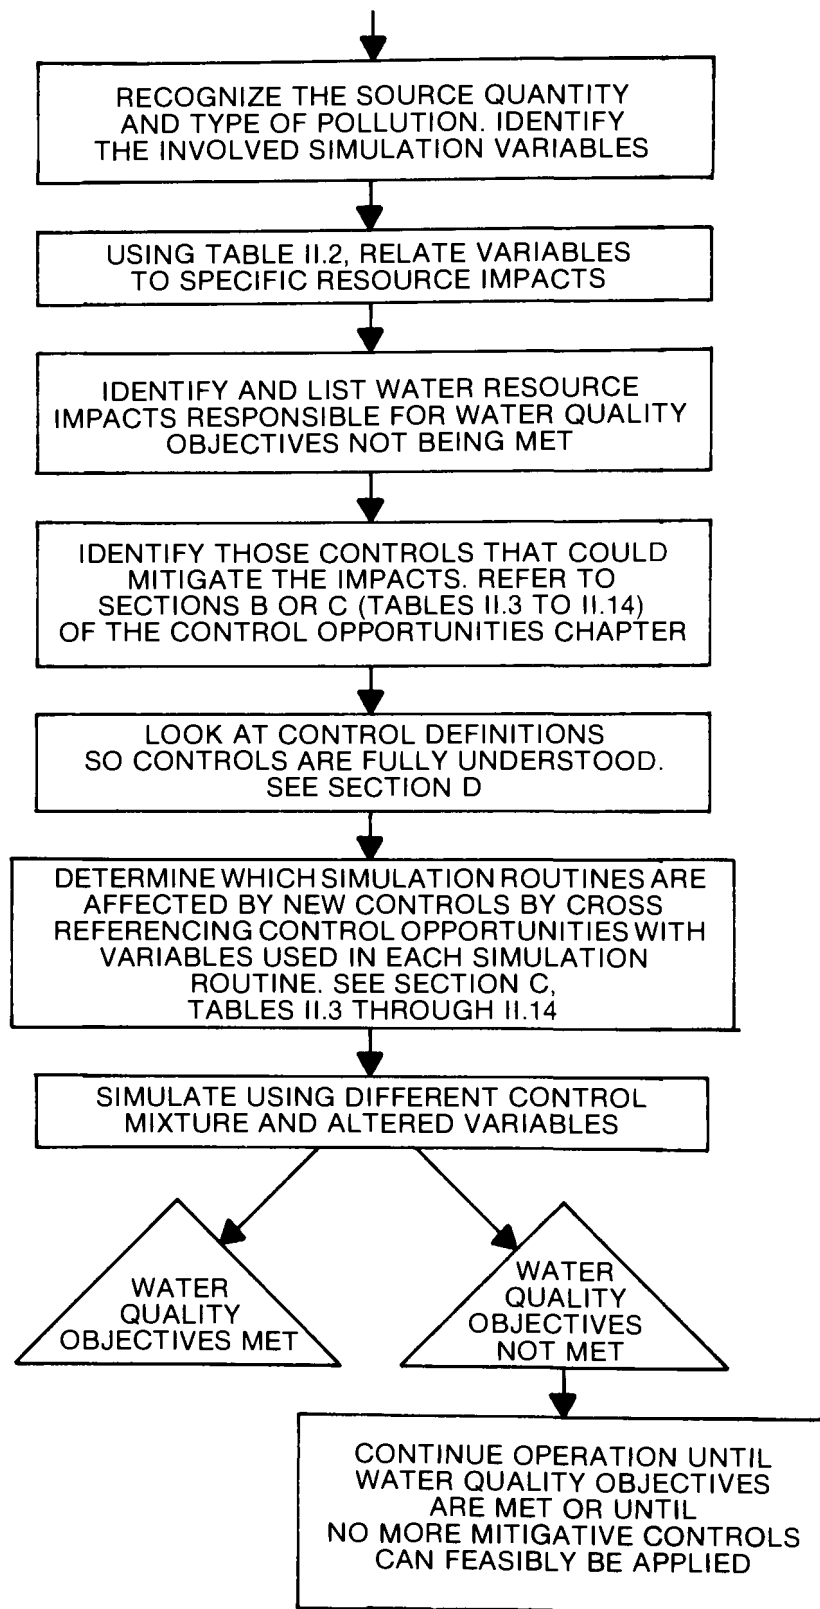 RECOGNIZE THE SOURCE QUANTITY
AND TYPE OF POLLUTION. IDENTIFY
THE INVOLVED SIMULATION VARIABLES
USING TABLE II.2, RELATE VARIABLES
TO SPECIFIC RESOURCE IMPACTS
IDENTIFY AND LIST WATER RESOURCE
IMPACTS RESPONSIBLE FOR WATER QUALITY
OBJECTIVES NOT BEING MET
IDENTIFY THOSE CONTROLS THAT COULD
MITIGATE THE IMPACTS. REFER TO
SECTIONS B OR C (TABLES II.3 TO II.14)
OF THE CONTROL OPPORTUNITIES CHAPTER
LOOK AT CONTROL DEFINITIONS
SO CONTROLS ARE FULLY UNDERSTOOD.
SEE SECTION D
DETERMINE WHICH SIMULATION ROUTINES ARE
AFFECTED BY NEW CONTROLS BY CROSS
REFERENCING CONTROL OPPORTUNITIES WITH
VARIABLES USED IN EACH SIMULATION
ROUTINE. SEE SECTION C,
TABLES II.3 THROUGH II.14
SIMULATE USING DIFFERENT CONTROL
MIXTURE AND ALTERED VARIABLES
WATER
QUALITY
OBJECTIVES MET
WATER
QUALITY
OBJECTIVES
NOT MET
CONTINUE OPERATION UNTIL
WATER QUALITY OBJECTIVES
ARE MET OR UNTIL
NO MORE MITIGATIVE CONTROLS
CAN FEASIBLY BE APPLIED